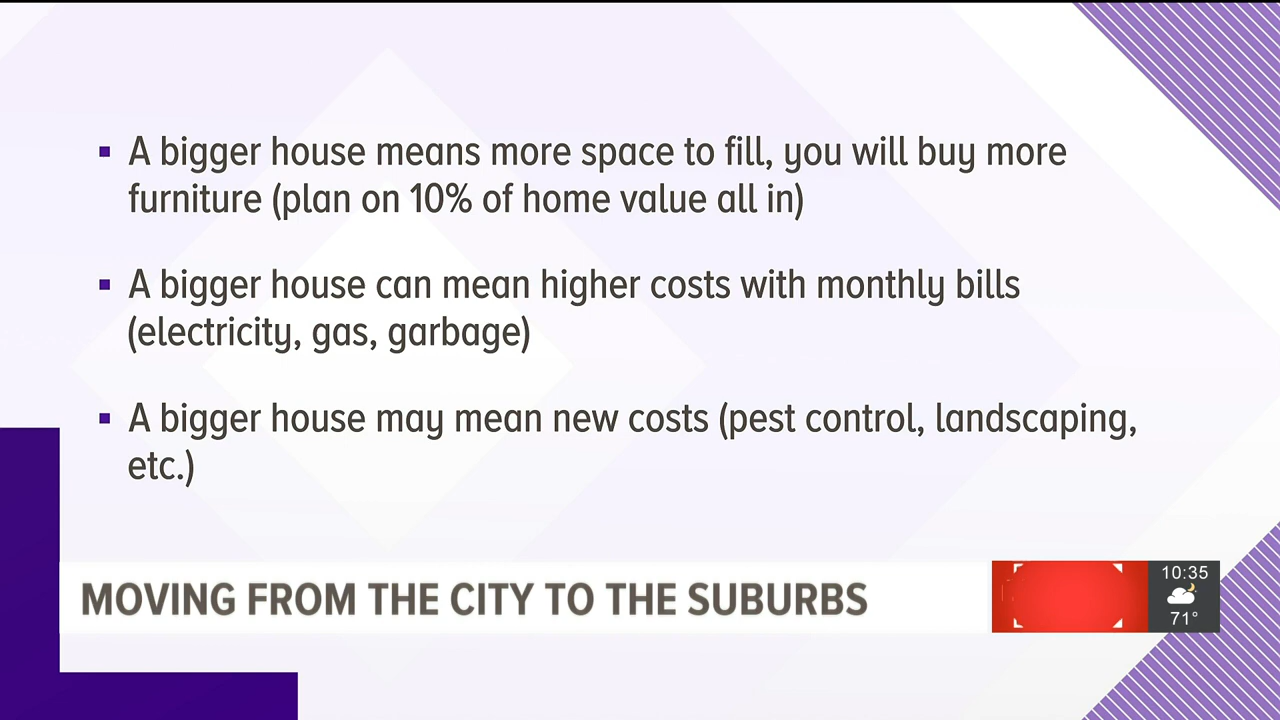 ▪ A bigger house means more space to fill, you will buy more
furniture (plan on 10% of home value all in)
▪ A bigger house can mean higher costs with monthly bills
(electricity, gas, garbage)
▪ A bigger house may mean new costs (pest control, landscaping,
etc.)
MOVING FROM THE CITY TO THE SUBURBS
10:35
71°